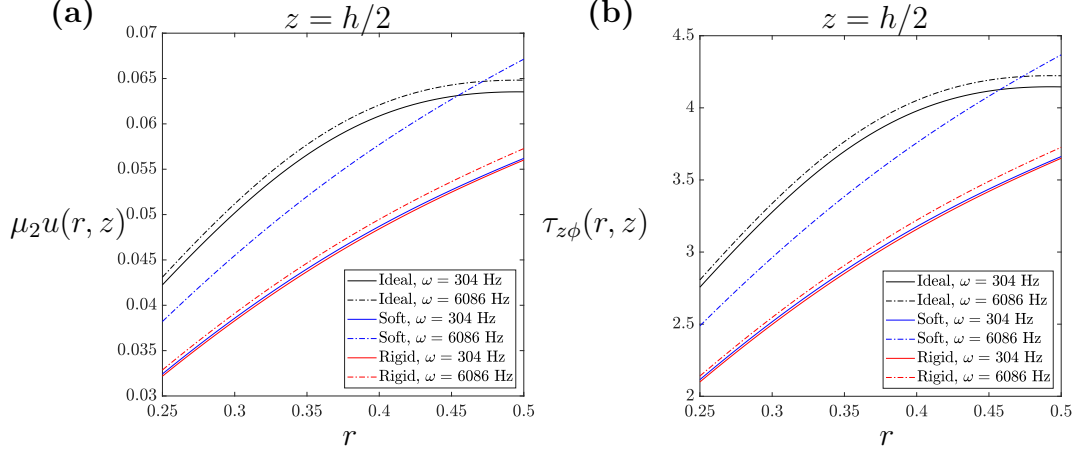 (a)
z = h/2
0.07
0.065
0.06
0.055
0.05
0.045
0.04
0.035
0.03
μ₂u(r, z)
0.25
0.3
0.35
0.4
0.45
0.5
r
Ideal, ω = 304 Hz
Ideal, ω = 6086 Hz
Soft, ω = 304 Hz
Soft, ω = 6086 Hz
Rigid, ω = 304 Hz
Rigid, ω = 6086 Hz
(b)
z = h/2
4.5
4
3.5
3
2.5
2
τ_{zϕ}(r, z)
0.25
0.3
0.35
0.4
0.45
0.5
r
Ideal, ω = 304 Hz
Ideal, ω = 6086 Hz
Soft, ω = 304 Hz
Soft, ω = 6086 Hz
Rigid, ω = 304 Hz
Rigid, ω = 6086 Hz